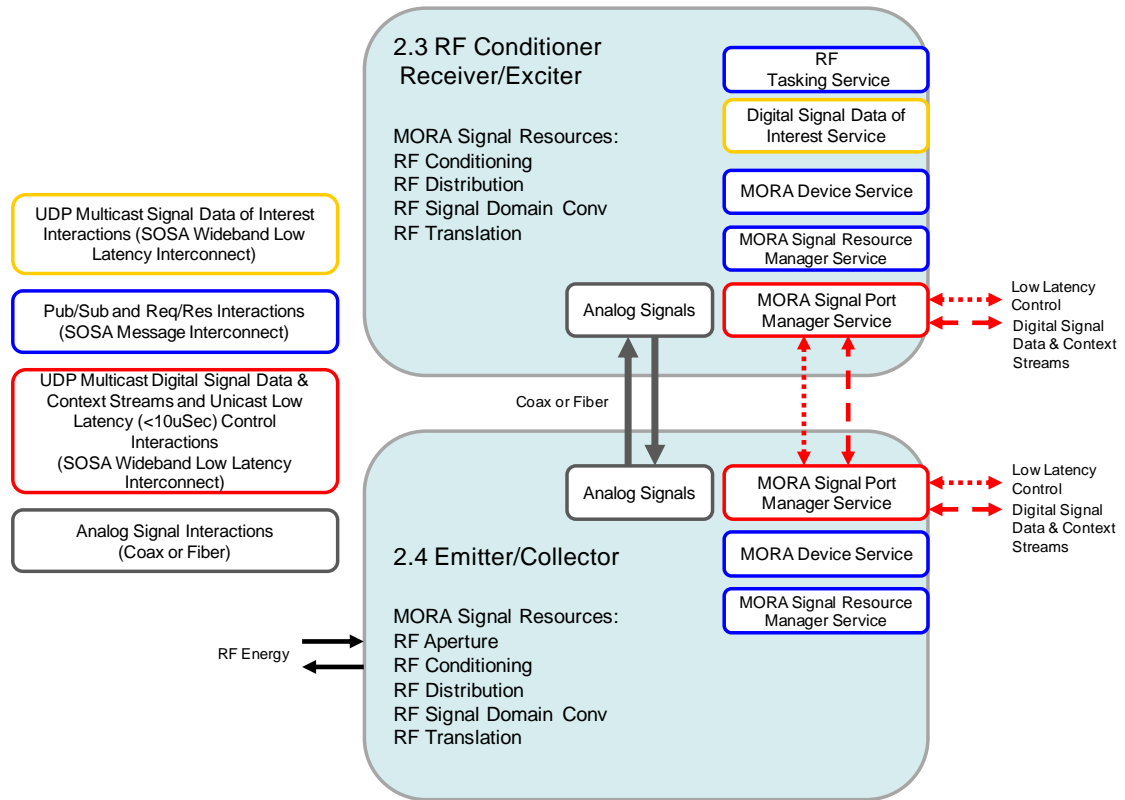 2.3 RF Conditioner
Receiver/Exciter
MORA Signal Resources:
RF Conditioning
RF Distribution
RF Signal Domain Conv
RF Translation
RF
Tasking Service
Digital Signal Data of
Interest Service
MORA Device Service
MORA Signal Resource
Manager Service
MORA Signal Port
Manager Service
Analog Signals
Low Latency
Control
Digital Signal
Data & Context
Streams
UDP Multicast Signal Data of Interest
Interactions (SOSA Wideband Low
Latency Interconnect)
Pub/Sub and Req/Res Interactions
(SOSA Message Interconnect)
UDP Multicast Digital Signal Data &
Context Streams and Unicast Low
Latency (<10uSec) Control
Interactions
(SOSA Wideband Low Latency
Interconnect)
Analog Signal Interactions
(Coax or Fiber)
Coax or Fiber
Analog Signals
MORA Signal Port
Manager Service
Low Latency
Control
Digital Signal
Data & Context
Streams
2.4 Emitter/Collector
MORA Device Service
MORA Signal Resource
Manager Service
MORA Signal Resources:
RF Aperture
RF Conditioning
RF Distribution
RF Signal Domain Conv
RF Translation
RF Energy